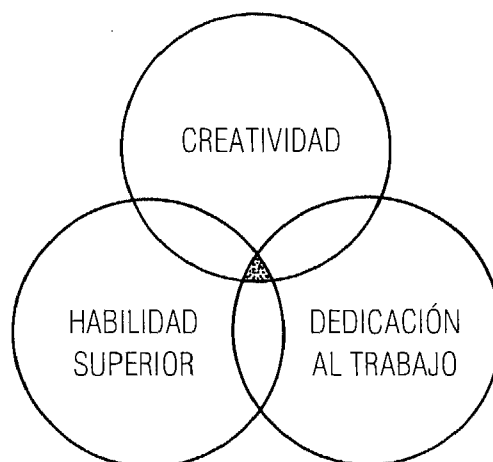 CREATIVIDAD
HABILIDAD
SUPERIOR
DEDICACIÓN
AL TRABAJO